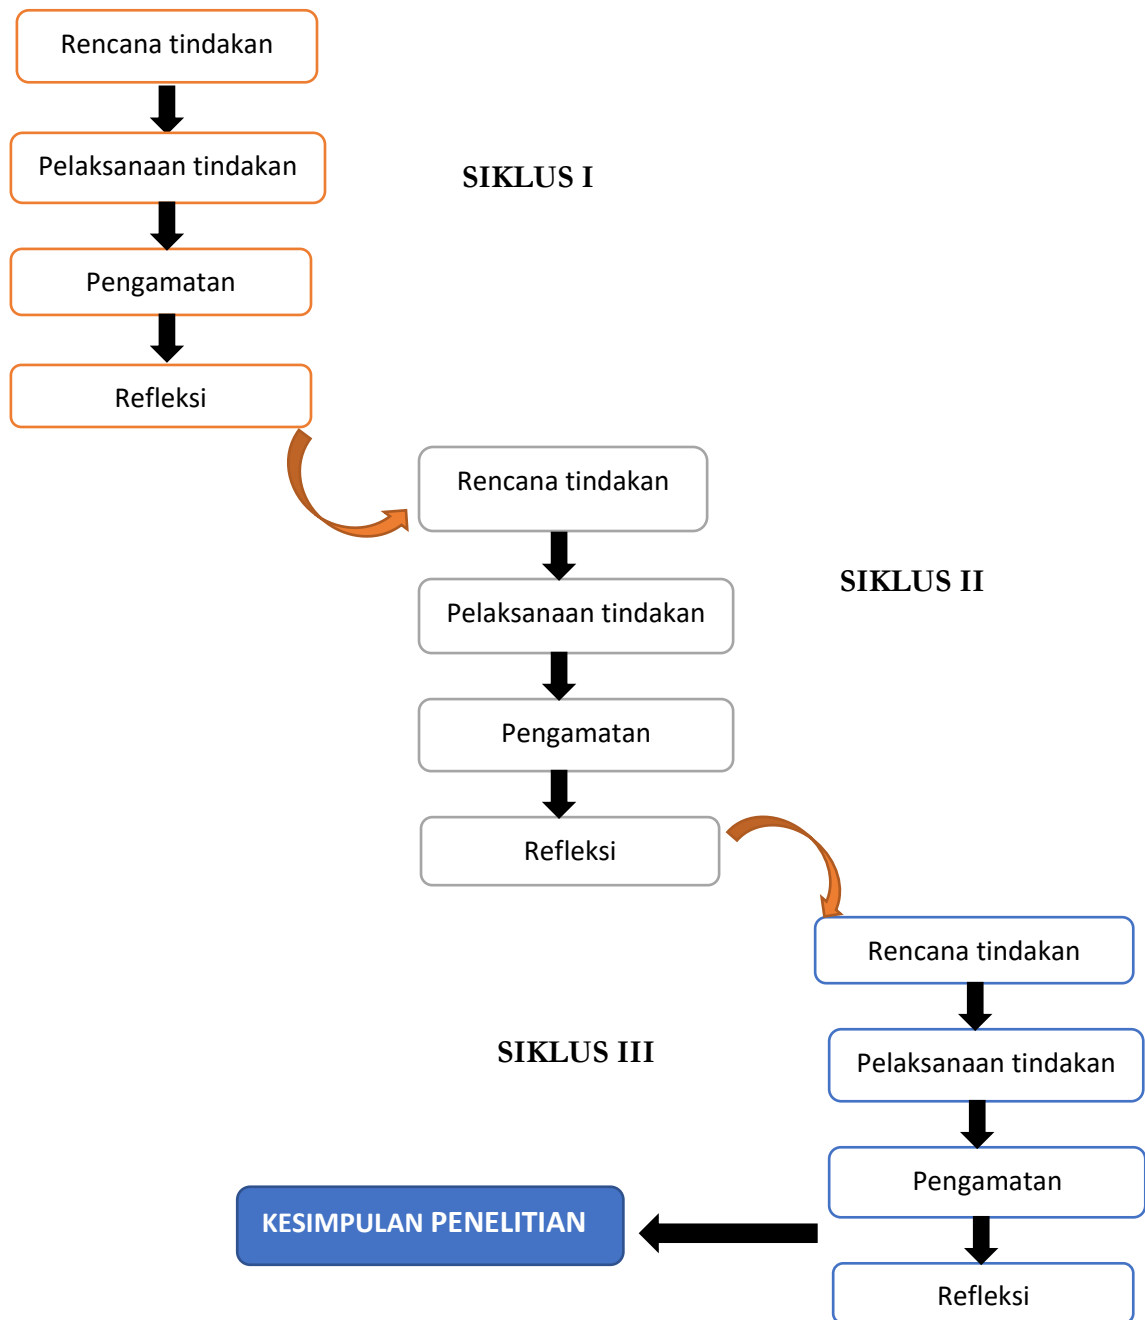 Rencana tindakan
Pelaksanaan tindakan
SIKLUS I
Pengamatan
Refleksi
Rencana tindakan
SIKLUS II
Pelaksanaan tindakan
Pengamatan
Refleksi
Rencana tindakan
SIKLUS III
Pelaksanaan tindakan
Pengamatan
KESIMPULAN PENELITIAN
Refleksi